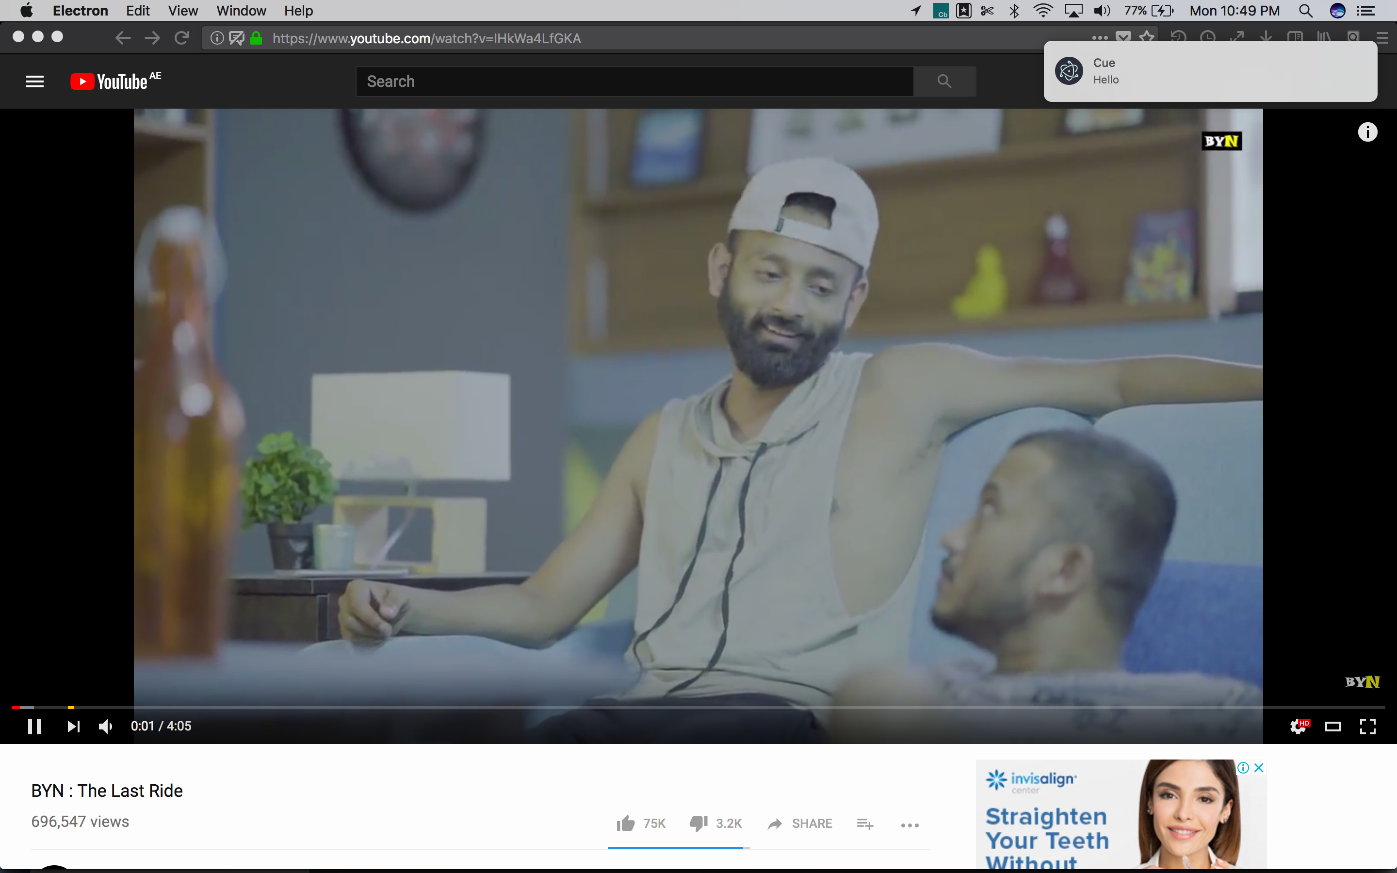 Electron Edit View Window Help
Cb
77%
Mon 10:49 PM
https://www.youtube.com/watch?v=lHkWa4LfGKA
Cue
Hello
YouTube AE
Search
BYN
i
BYN
0:01 / 4:05
HD
BYN : The Last Ride
696,547 views
75K
3.2K
SHARE
invisalign
center
Straighten
Your Teeth
Without